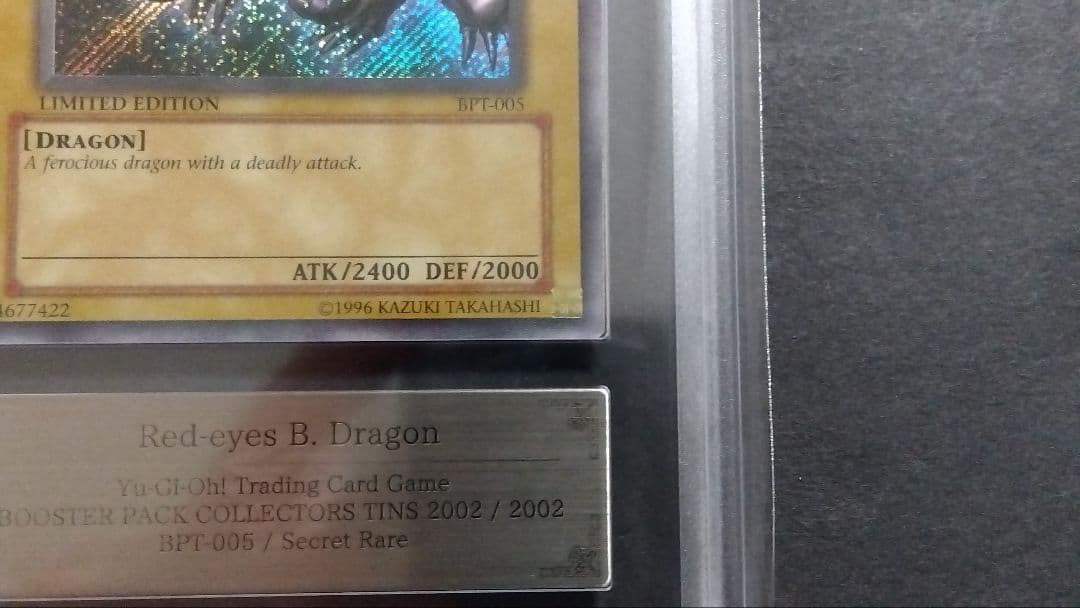 LIMITED EDITION BPT-005
[DRAGON]
A ferocious dragon with a deadly attack.
ATK/2400 DEF/2000
4677422 ©1996 KAZUKI TAKAHASHI
Red-eyes B. Dragon
Yu-Gi-Oh! Trading Card Game
BOOSTER PACK COLLECTORS TINS 2002 / 2002
BPT-005 / Secret Rare